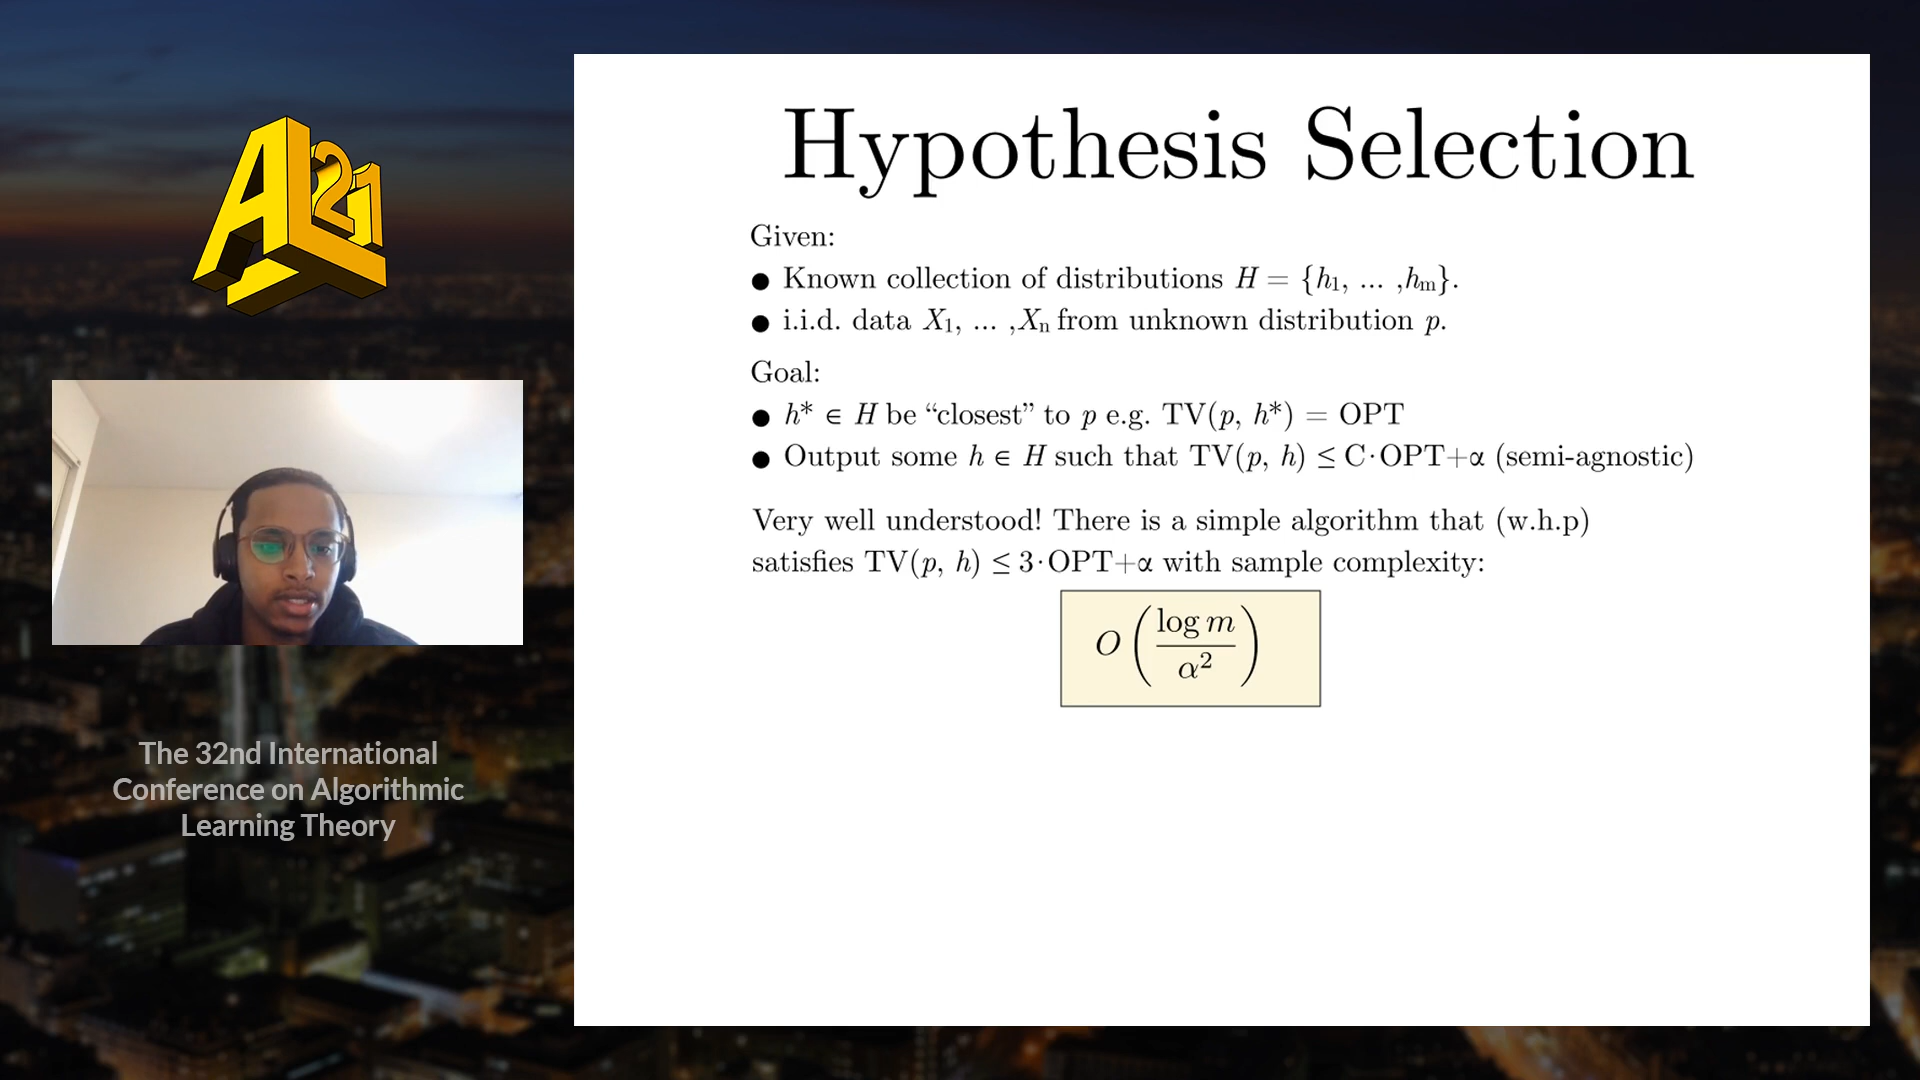 ALT 21
The 32nd International
Conference on Algorithmic
Learning Theory
Hypothesis Selection
Given:
● Known collection of distributions H = {h₁, ... ,hₘ}.
● i.i.d. data X₁, ... ,Xₙ from unknown distribution p.
Goal:
● h* ∈ H be “closest” to p e.g. TV(p, h*) = OPT
● Output some h ∈ H such that TV(p, h) ≤ C·OPT+α (semi-agnostic)
Very well understood! There is a simple algorithm that (w.h.p)
satisfies TV(p, h) ≤ 3·OPT+α with sample complexity:
O(log m / α²)